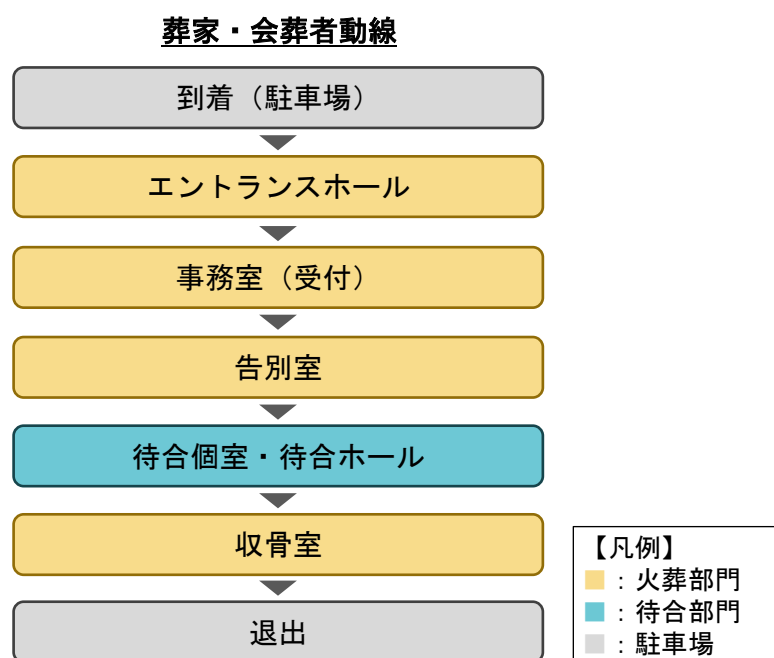 葬家・会葬者動線
到着（駐車場）
エントランスホール
事務室（受付）
告別室
待合個室・待合ホール
収骨室
退出
【凡例】
：火葬部門
：待合部門
：駐車場